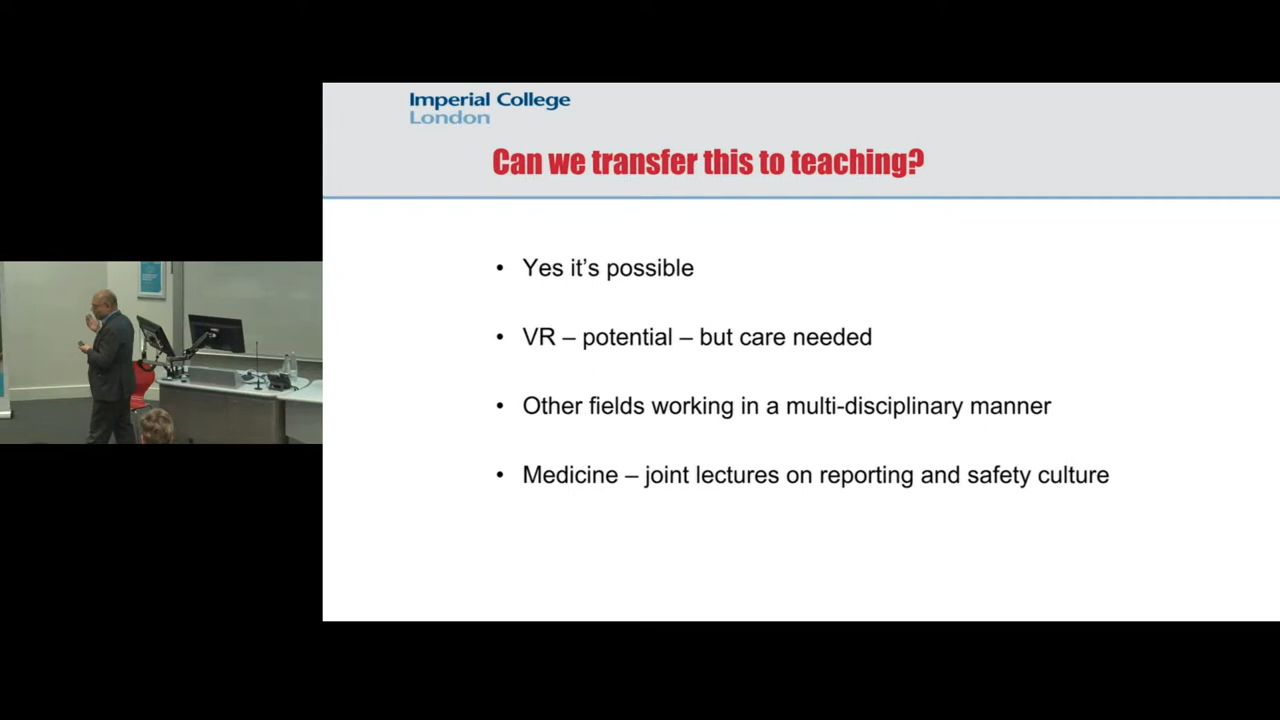 Imperial College
London
Can we transfer this to teaching?
• Yes it’s possible
• VR – potential – but care needed
• Other fields working in a multi-disciplinary manner
• Medicine – joint lectures on reporting and safety culture